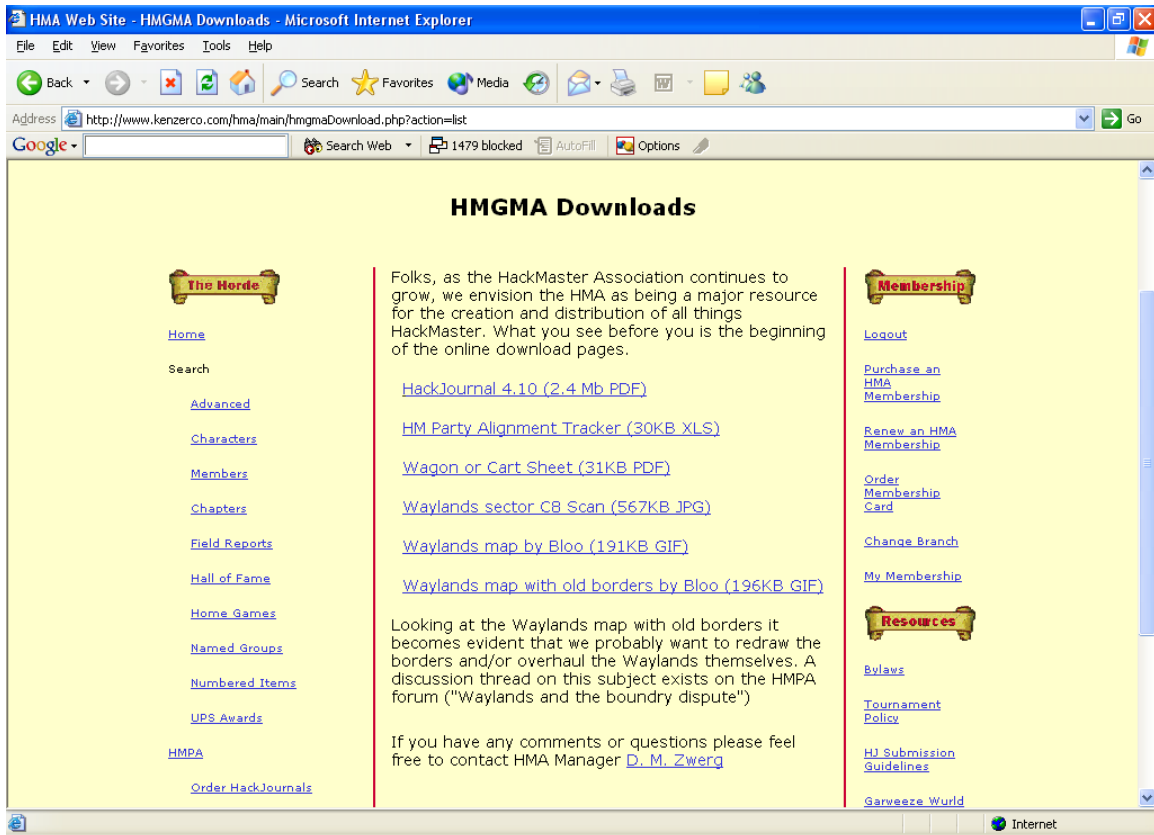 HMA Web Site - HMGMA Downloads - Microsoft Internet Explorer
File Edit View Favorites Tools Help
Back Search Favorites Media
Address http://www.kenzerco.com/hma/main/hmgmaDownload.php?action=list Go
Google Search Web 1479 blocked AutoFill Options
HMGMA Downloads
The Horde
Home
Search
Advanced
Characters
Members
Chapters
Field Reports
Hall of Fame
Home Games
Named Groups
Numbered Items
UPS Awards
HMPA
Order HackJournals
Folks, as the HackMaster Association continues to
grow, we envision the HMA as being a major resource
for the creation and distribution of all things
HackMaster. What you see before you is the beginning
of the online download pages.
HackJournal 4.10 (2.4 Mb PDF)
HM Party Alignment Tracker (30KB XLS)
Wagon or Cart Sheet (31KB PDF)
Waylands sector C8 Scan (567KB JPG)
Waylands map by Bloo (191KB GIF)
Waylands map with old borders by Bloo (196KB GIF)
Looking at the Waylands map with old borders it
becomes evident that we probably want to redraw the
borders and/or overhaul the Waylands themselves. A
discussion thread on this subject exists on the HMPA
forum ("Waylands and the boundry dispute")
If you have any comments or questions please feel
free to contact HMA Manager D. M. Zwerg
Membership
Logout
Purchase an
HMA
Membership
Renew an HMA
Membership
Order
Membership
Card
Change Branch
My Membership
Resources
Bylaws
Tournament
Policy
HJ Submission
Guidelines
Garweeze Wurld
Internet